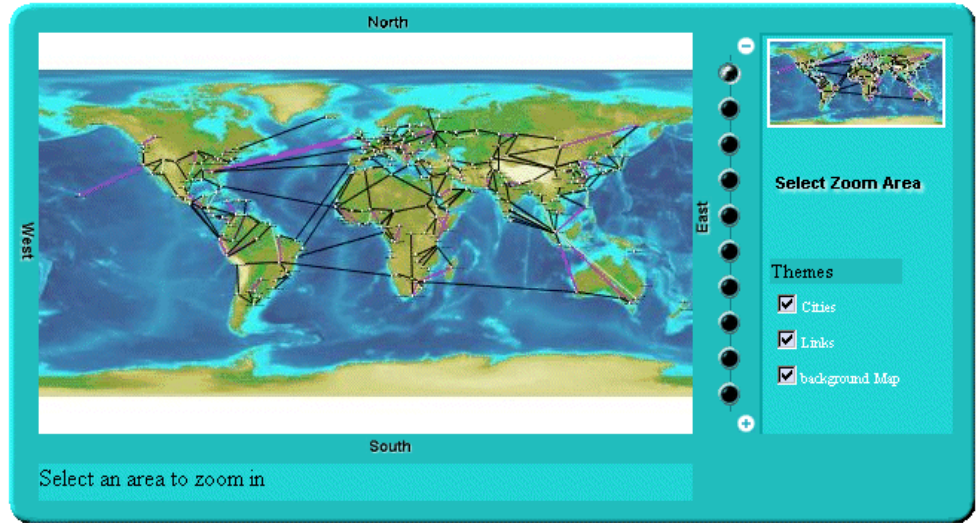 North
West
East
South
Select an area to zoom in
Select Zoom Area
Themes
Cities
Links
background Map